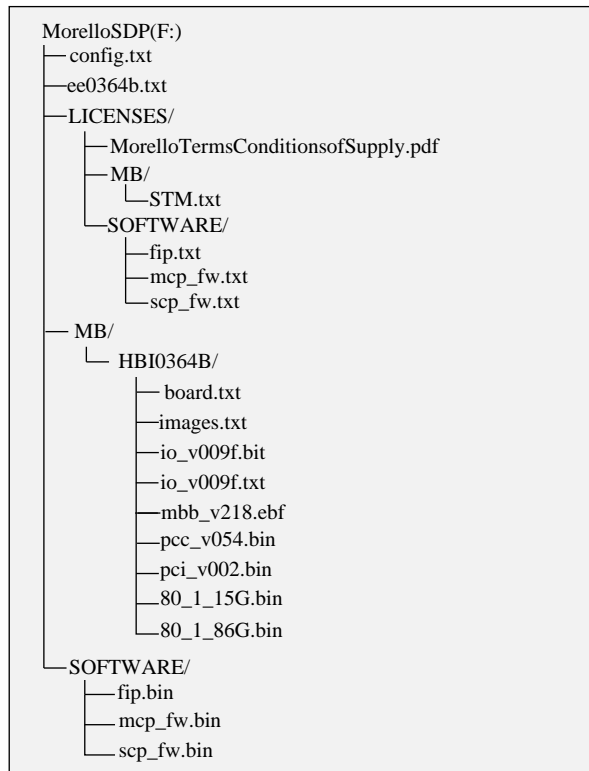 MorelloSDP(F:)
config.txt
ee0364b.txt
LICENSES/
MorelloTermsConditionsofSupply.pdf
MB/
STM.txt
SOFTWARE/
fip.txt
mcp_fw.txt
scp_fw.txt
MB/
HBI0364B/
board.txt
images.txt
io_v009f.bit
io_v009f.txt
mbb_v218.ebf
pcc_v054.bin
pci_v002.bin
80_1_15G.bin
80_1_86G.bin
SOFTWARE/
fip.bin
mcp_fw.bin
scp_fw.bin